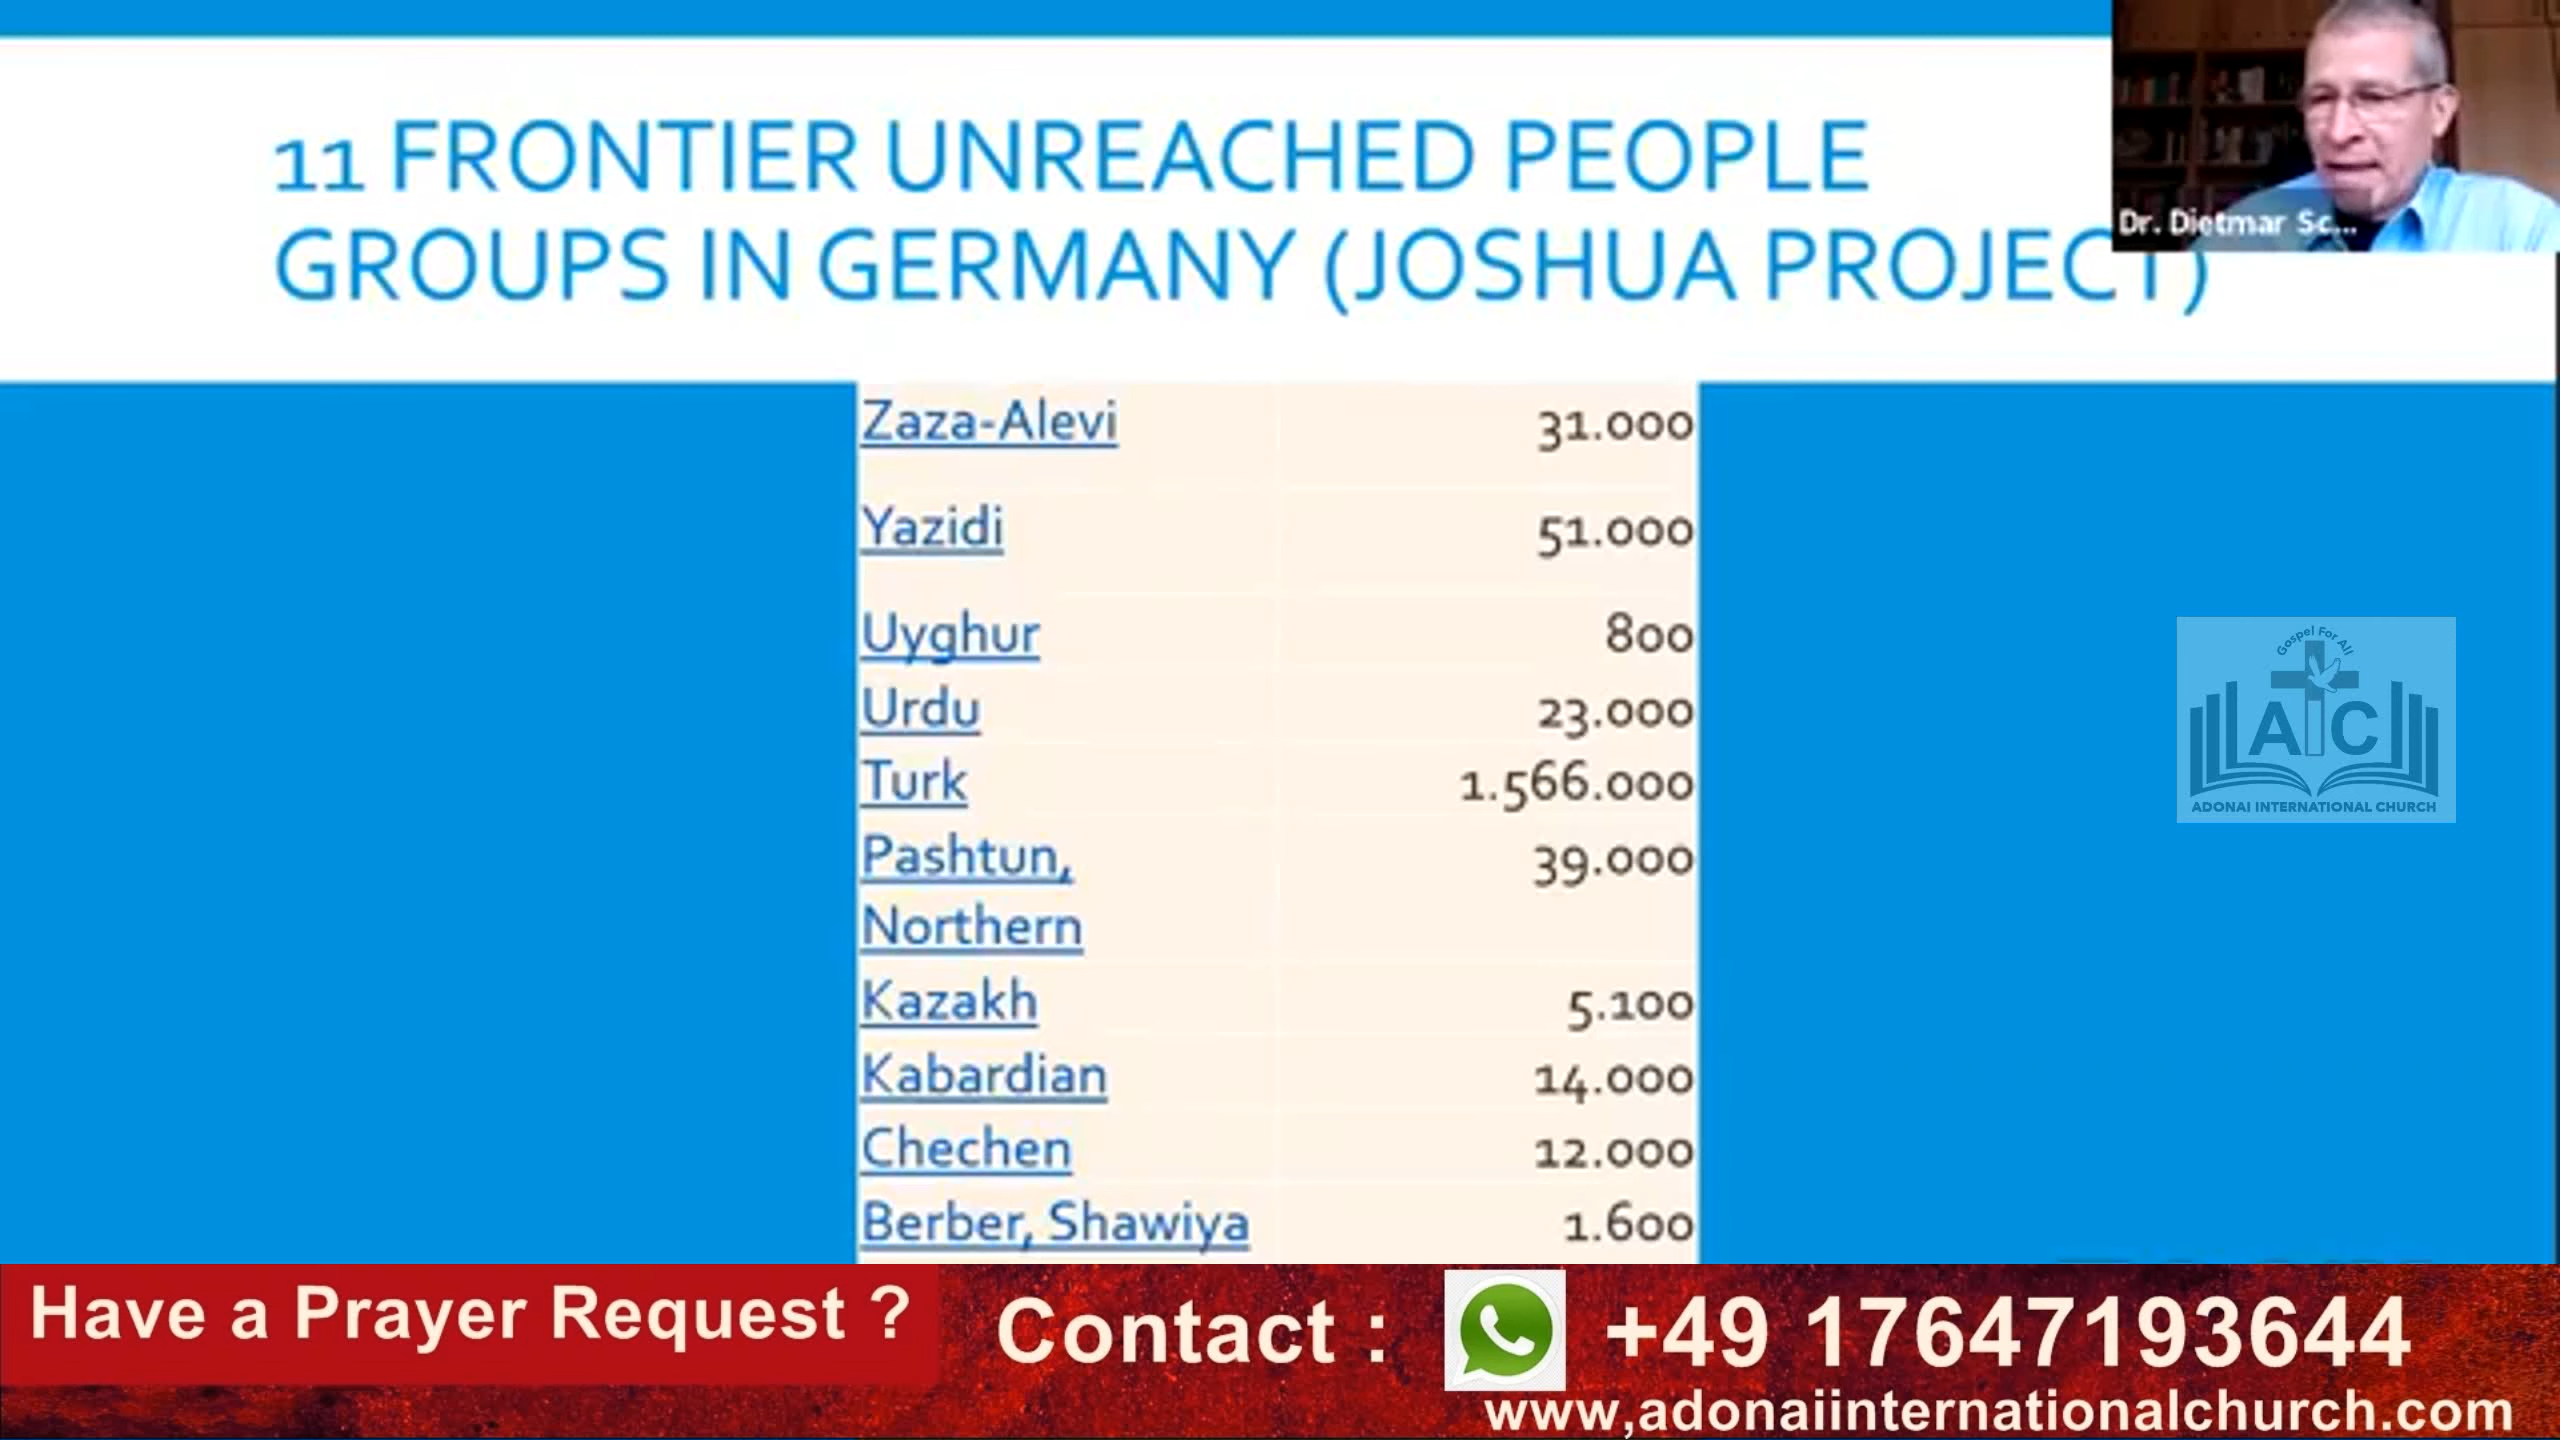 11 FRONTIER UNREACHED PEOPLE
GROUPS IN GERMANY (JOSHUA PROJECT)
Dr. Dietmar Sc...
Zaza-Alevi 31.000
Yazidi 51.000
Uyghur 800
Urdu 23.000
Turk 1.566.000
Pashtun, 39.000
Northern
Kazakh 5.100
Kabardian 14.000
Chechen 12.000
Berber, Shawiya 1.600
Gospel For All
AIC
ADONAI INTERNATIONAL CHURCH
Have a Prayer Request ?
Contact : +49 17647193644
www,adonaiinternationalchurch.com